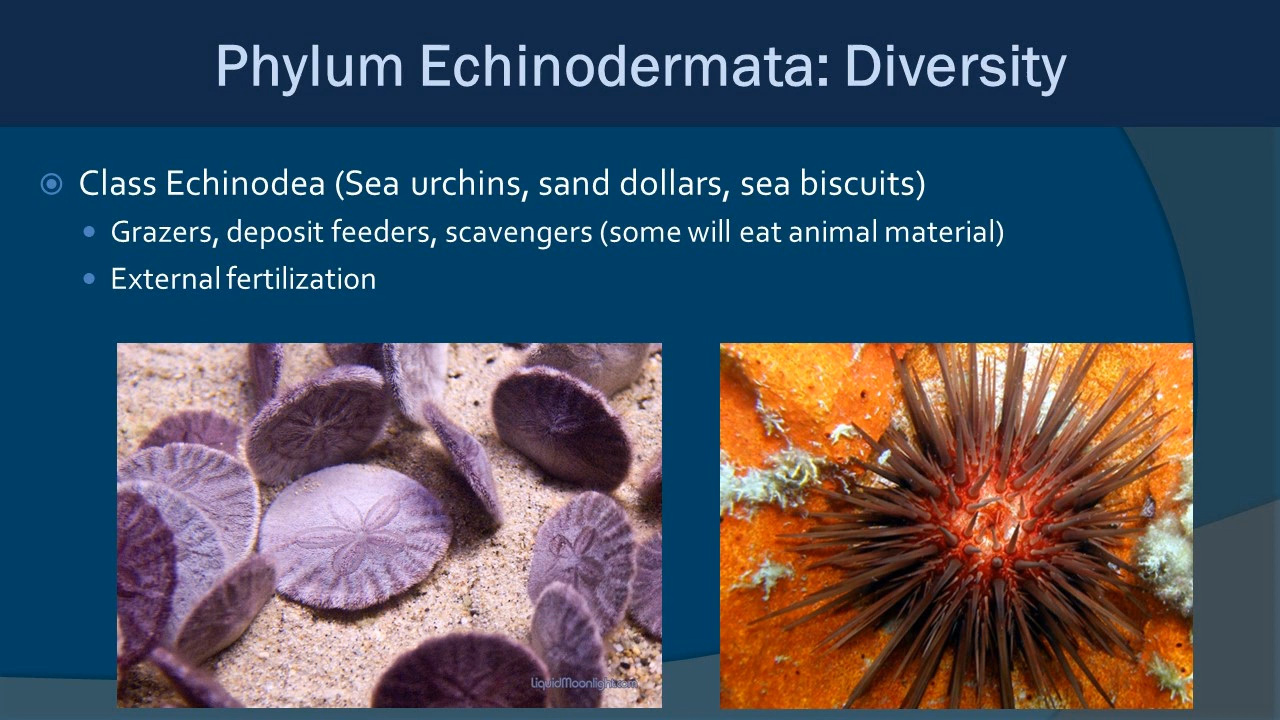 Phylum Echinodermata: Diversity
Class Echinodea (Sea urchins, sand dollars, sea biscuits)
Grazers, deposit feeders, scavengers (some will eat animal material)
External fertilization
LiquidMoonlight.com